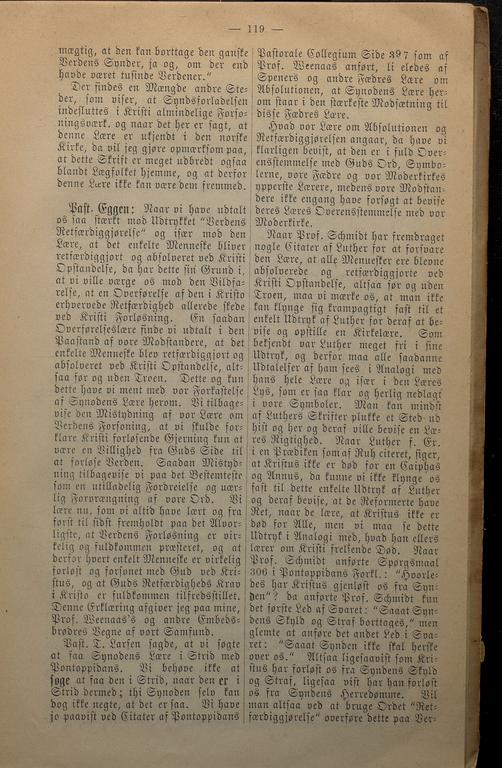 — 119 —
mægtig, at den kan borttage den ganske
Verdens Synder, ja og, om der end
havde været tusinde Verdener."
Der findes en Mængde andre Ste-
der, som viser, at Syndsforladelsen
indesluttes i Kristi almindelige Forso-
ningsværk. og naar det her er sagt, at
denne Lære er ukjendt i den norske
Kirke, da vil jeg gjøre opmærksom paa,
at dette Skrift er meget udbredt ogsaa
blandt Lægfolket hjemme, og at derfor
denne Lære ikke kan være dem fremmed.
Past. Eggen: Naar vi have udtalt
os saa stærkt mod Udtrykket "Verdens
Retfærdiggjørelse" og især mod den
Lære, at det enkelte Menneske bliver
retfærdiggjort og absolveret ved Kristi
Opstandelse, da har dette sin Grund i,
at vi ville værge os mod den Vildfa-
relse, at en Overførelse af den i Kristo
erhvervede Retfærdighed allerede skede
ved Kristi Forløsning. En saadan
Overførselslære finde vi udtalt i den
Paastand af vore Modstandere, at det
enkelte Menneske blev retfærdiggjort og
absolveret ved Kristi Opstandelse, alt-
saa før og uden Troen. Dette og kun
dette have vi ment med vor Forkastelse
af Synodens Lære herom. Vi tilbage-
vise den Mistydning af vor Lære om
Verdens Forsoning, at vi skulde for-
klare Kristi forløsende Gjerning kun at
være en Villighed fra Guds Side til
at forløse Verden. Saadan Mistyd-
ning tilbagevise vi paa det Bestemteste
som en utilladelig Fordreielse og uær-
lig Forvrængning af vore Ord. Vi
lære nu, som vi altid have lært og fra
først til sidst fremholdt paa det Alvor-
ligste, at Verdens Forløsning er vir-
kelig og fuldkommen præsteret, og at
derfor hvert enkelt Menneske er virkelig
forløst og forsonet med Gud ved Kri-
stus, og at Guds Retfærdigheds Krav
i Kristo er fuldkommen tilfredsstillet.
Denne Erklæring afgiver jeg paa mine,
Prof. Weenaas's og andre Embeds-
brødres Vegne af vort Samfund.
Past. T. Larsen sagde, at vi søgte
at faa Synodens Lære i Strid med
Pontoppidans. Vi behøve ikke at
søge at faa den i Strid, naar den er i
Strid dermed; thi Synoden selv kan
dog ikke negte, at det er saa. Vi have
jo paavist ved Citater af Pontoppidans
Pastorale Collegium Side 397 som af
Prof. Weenaas anført, li eledes af
Speners og andre Fædres Lære om
Absolutionen, at Synodens Lære her-
om staar i den stærkeste Modsætning til
disse Fædres Lære.
Hvad vor Lære om Absolutionen og
Retfærdiggjørelsen angaar, da have vi
klarligen bevist, at den er i fuld Over-
ensstemmelse med Guds Ord, Symbo-
lerne, vore Fædre og vor Moderkirkes
ypperste Lærere, medens vore Modstan-
dere ikke engang have forsøgt at bevise
deres Læres Overensstemmelse med vor
Moderkirke.
Naar Prof. Schmidt har fremdraget
nogle Citater af Luther for at forsvare
den Lære, at alle Mennesker ere blevne
absolverede og retfærdiggjorte ved
Kristi Opstandelse, altsaa før og uden
Troen, maa vi mærke os, at man ikke
kan klynge sig krampagtigt fast til et
enkelt Udtryk af Luther for deraf at be-
vise og opstille en Kirkelære. Som
bekjendt var Luther meget fri i sine
Udtryk, og derfor maa alle saadanne
Udtalelser af ham sees i Analogi med
hans hele Lære og især i den Læres
Lys, som er saa klar og herlig nedlagt
i vore Symboler. Man kan mindst
af Luthers Skrifter plukke et Sted ud
hist og her og deraf ville bevise en Læ-
res Rigtighed. Naar Luther f. Ex.
i en Prædiken som af Ruh citeret, siger,
at Kristus ikke er død for en Caiphas
og Annus, da kunne vi ikke klynge os
fast til dette enkelte Udtryk af Luther
og deraf bevise, at de Reformerte have
Ret, naar de lære, at Kristus ikke er
død for Alle, men vi maa se dette
Udtryk i Analogi med, hvad han ellers
lærer om Kristi frelsende Død. Naar
Prof. Schmidt anførte Spørgsmaal
306 i Pontoppidans Forkl.: "Hvorle-
des har Kristus gjenløst os fra Syn-
den"? da anførte Prof. Schmidt kun
det første Led af Svaret: "Saaat Syn-
dens Skyld og Straf borttages," men
glemte at anføre det andet Led i Sva-
ret: "Saaat Synden ikke skal herske
over os." Altsaa ligesaavist som Kri-
stus har forløst os fra Syndens Skyld
og Straf, ligesaa vist har han forløst
os fra Syndens Herredømme. Vil
man altsaa ved at bruge Ordet "Ret-
færdiggjørelse" overføre dette paa Ver-